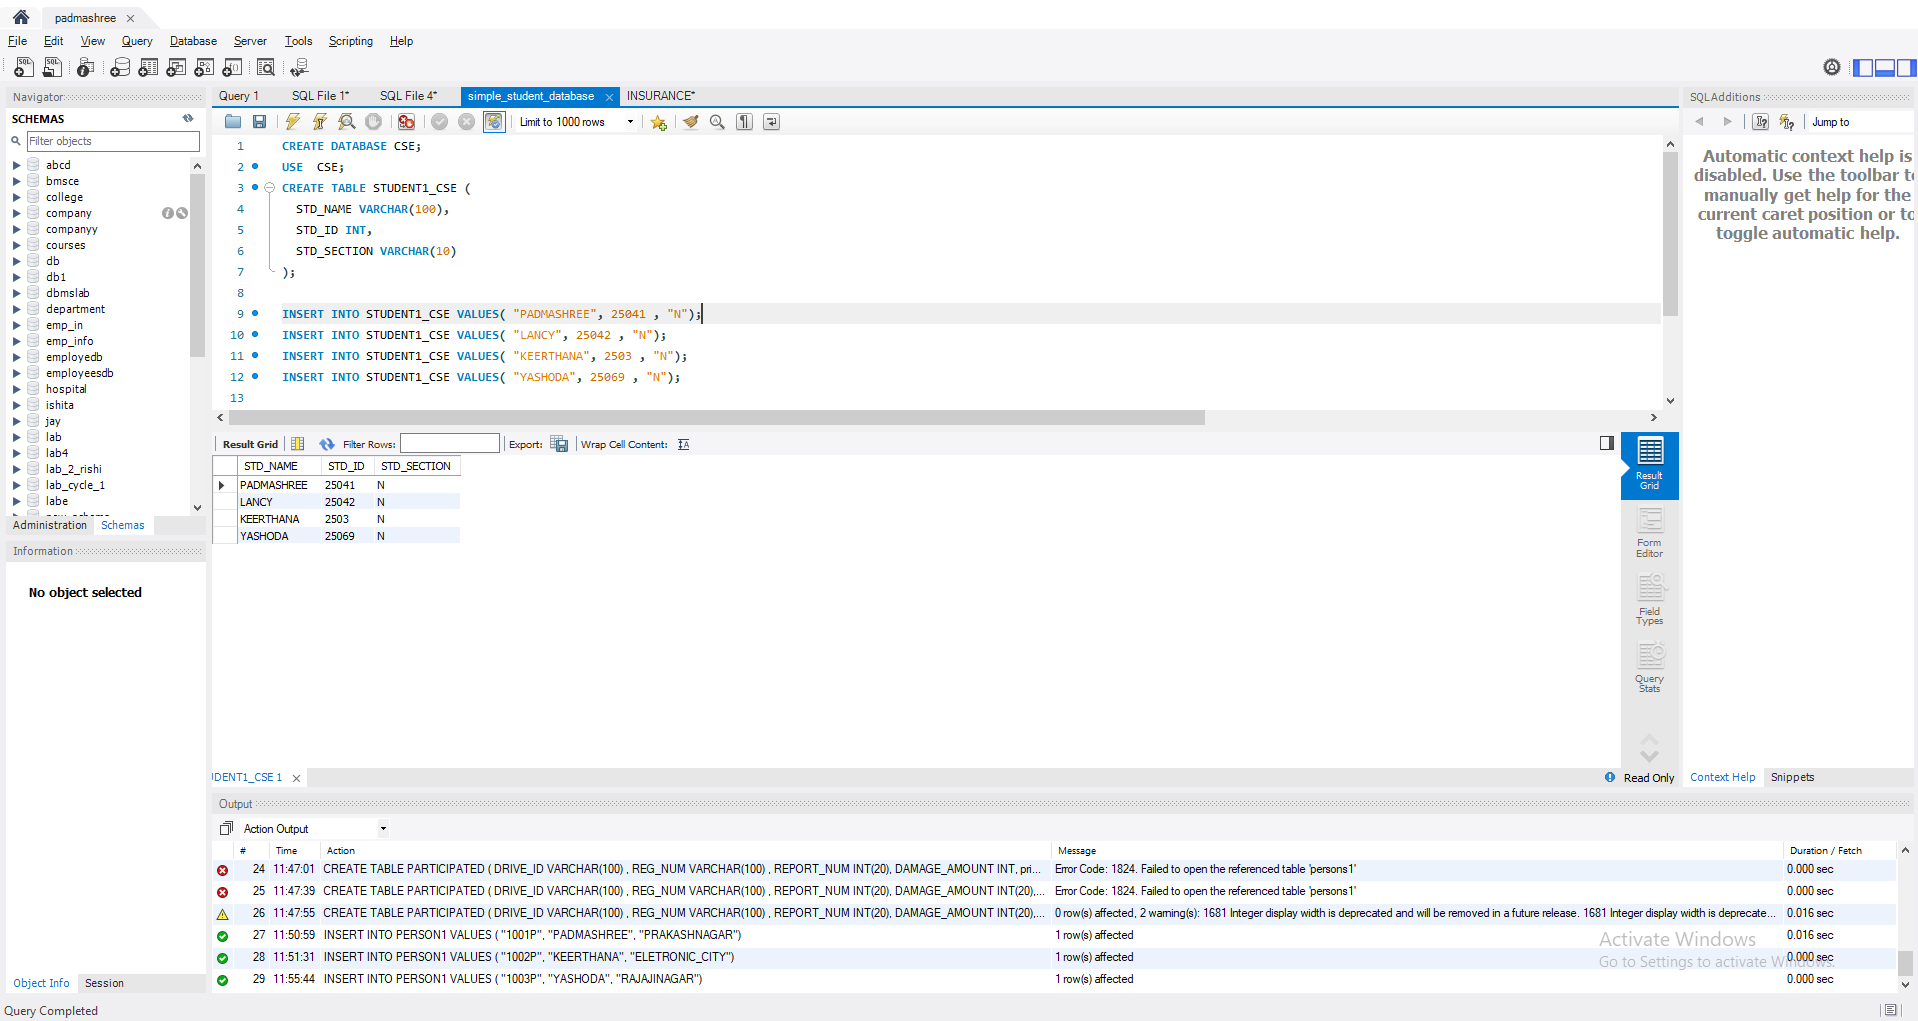 padmashree
File Edit View Query Database Server Tools Scripting Help
Navigator
SCHEMAS
Filter objects
abcd
bmsce
college
company
companyy
courses
db
db1
dbmslab
department
emp_in
emp_info
employedb
employeesdb
hospital
ishita
jay
lab
lab4
lab_2_rishi
lab_cycle_1
labe
Administration Schemas
Information
No object selected
Object Info Session
Query Completed
Query 1 SQL File 1* SQL File 4* simple_student_database INSURANCE*
Limit to 1000 rows
1 CREATE DATABASE CSE;
2 USE CSE;
3 CREATE TABLE STUDENT1_CSE (
4 STD_NAME VARCHAR(100),
5 STD_ID INT,
6 STD_SECTION VARCHAR(10)
7 );
8
9 INSERT INTO STUDENT1_CSE VALUES( "PADMASHREE", 25041 , "N");
10 INSERT INTO STUDENT1_CSE VALUES( "LANCY", 25042 , "N");
11 INSERT INTO STUDENT1_CSE VALUES( "KEERTHANA", 2503 , "N");
12 INSERT INTO STUDENT1_CSE VALUES( "YASHODA", 25069 , "N");
13
Result Grid Filter Rows: Export: Wrap Cell Content:
STD_NAME STD_ID STD_SECTION
PADMASHREE 25041 N
LANCY 25042 N
KEERTHANA 2503 N
YASHODA 25069 N
Result
Grid
Form
Editor
Field
Types
Query
Stats
JDENT1_CSE 1
Read Only
SQLAdditions
Jump to
Automatic context help is
disabled. Use the toolbar to
manually get help for the
current caret position or to
toggle automatic help.
Context Help Snippets
Output
Action Output
# Time Action Message Duration / Fetch
24 11:47:01 CREATE TABLE PARTICIPATED ( DRIVE_ID VARCHAR(100) , REG_NUM VARCHAR(100) , REPORT_NUM INT(20), DAMAGE_AMOUNT INT, pri... Error Code: 1824. Failed to open the referenced table 'persons1' 0.000 sec
25 11:47:39 CREATE TABLE PARTICIPATED ( DRIVE_ID VARCHAR(100) , REG_NUM VARCHAR(100) , REPORT_NUM INT(20), DAMAGE_AMOUNT INT(20),... Error Code: 1824. Failed to open the referenced table 'persons1' 0.000 sec
26 11:47:55 CREATE TABLE PARTICIPATED ( DRIVE_ID VARCHAR(100) , REG_NUM VARCHAR(100) , REPORT_NUM INT(20), DAMAGE_AMOUNT INT(20),... 0 row(s) affected, 2 warning(s): 1681 Integer display width is deprecated and will be removed in a future release. 1681 Integer display width is deprecate... 0.016 sec
27 11:50:59 INSERT INTO PERSON1 VALUES ( "1001P", "PADMASHREE", "PRAKASHNAGAR") 1 row(s) affected 0.016 sec
28 11:51:31 INSERT INTO PERSON1 VALUES ( "1002P", "KEERTHANA", "ELETRONIC_CITY") 1 row(s) affected 0.000 sec
29 11:55:44 INSERT INTO PERSON1 VALUES ( "1003P", "YASHODA", "RAJAJINAGAR") 1 row(s) affected 0.000 sec
Activate Windows
Go to Settings to activate Windows.